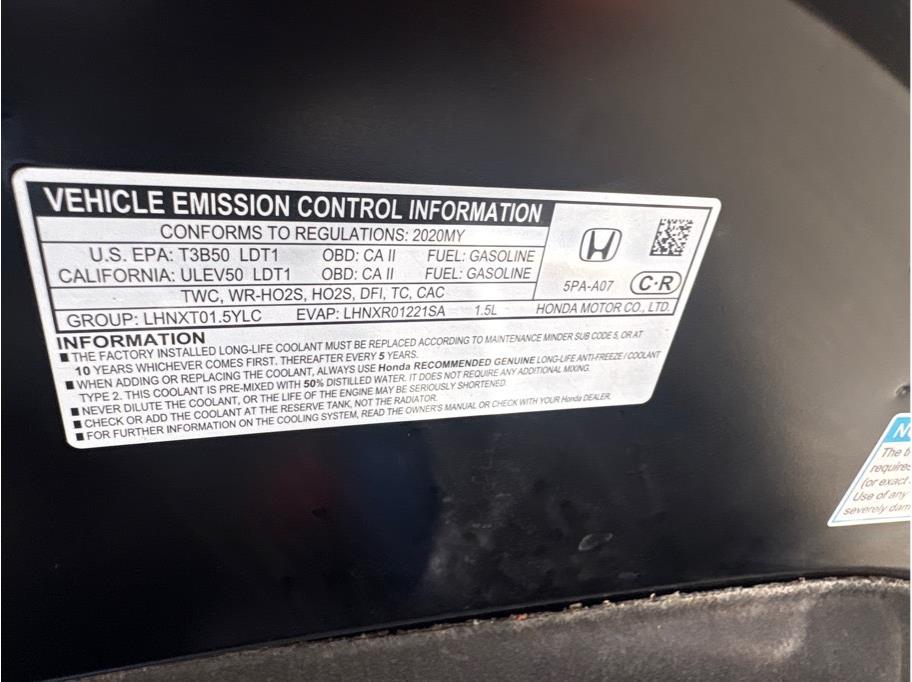 VEHICLE EMISSION CONTROL INFORMATION
CONFORMS TO REGULATIONS: 2020MY
U.S. EPA: T3B50 LDT1 OBD: CA II FUEL: GASOLINE
CALIFORNIA: ULEV50 LDT1 OBD: CA II FUEL: GASOLINE
TWC, WR-HO2S, HO2S, DFI, TC, CAC
GROUP: LHNXT01.5YLC EVAP: LHNXR01221SA 1.5L HONDA MOTOR CO., LTD.
5PA-A07 C·R
INFORMATION
■ THE FACTORY INSTALLED LONG-LIFE COOLANT MUST BE REPLACED ACCORDING TO MAINTENANCE MINDER SUB CODE 5, OR AT
10 YEARS WHICHEVER COMES FIRST. THEREAFTER EVERY 5 YEARS.
■ WHEN ADDING OR REPLACING THE COOLANT, ALWAYS USE Honda RECOMMENDED GENUINE LONG-LIFE ANTI-FREEZE / COOLANT
TYPE 2. THIS COOLANT IS PRE-MIXED WITH 50% DISTILLED WATER. IT DOES NOT REQUIRE ANY ADDITIONAL MIXING.
■ NEVER DILUTE THE COOLANT, OR THE LIFE OF THE ENGINE MAY BE SERIOUSLY SHORTENED.
■ CHECK OR ADD THE COOLANT AT THE RESERVE TANK, NOT THE RADIATOR.
■ FOR FURTHER INFORMATION ON THE COOLING SYSTEM, READ THE OWNER'S MANUAL OR CHECK WITH YOUR Honda DEALER.
The
(or exact
Use of any
severely